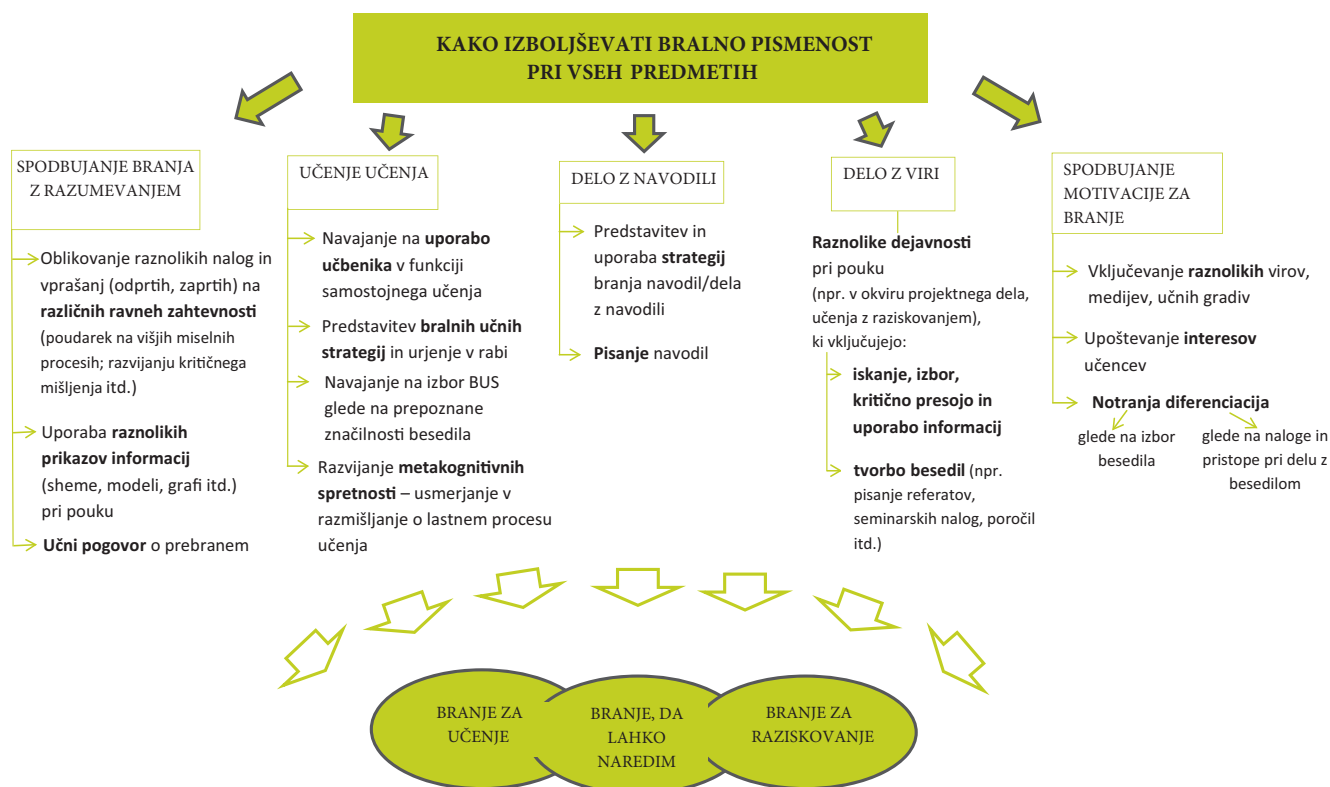 KAKO IZBOLJŠEVATI BRALNO PISMENOST
PRI VSEH PREDMETIH
SPODBUJANJE BRANJA
Z RAZUMEVANJEM
Oblikovanje raznolikih nalog in
vprašanj (odprtih, zaprtih) na
različnih ravneh zahtevnosti
(poudarek na višjih miselnih
procesih; razvijanju kritičnega
mišljenja itd.)
Uporaba raznolikih
prikazov informacij
(sheme, modeli, grafi itd.)
pri pouku
Učni pogovor o prebranem
UČENJE UČENJA
Navajanje na uporabo
učbenika v funkciji
samostojnega učenja
Predstavitev bralnih učnih
strategij in urjenje v rabi
Navajanje na izbor BUS
glede na prepoznane
značilnosti besedila
Razvijanje metakognitivnih
spretnosti – usmerjanje v
razmišljanje o lastnem procesu
učenja
DELO Z NAVODILI
Predstavitev in
uporaba strategij
branja navodil/dela
z navodili
Pisanje navodil
DELO Z VIRI
Raznolike dejavnosti
pri pouku
(npr. v okviru projektnega dela,
učenja z raziskovanjem),
ki vključujejo:
iskanje, izbor,
kritično presojo in
uporabo informacij
tvorbo besedil (npr.
pisanje referatov,
seminarskih nalog, poročil
itd.)
SPODBUJANJE
MOTIVACIJE ZA
BRANJE
Vključevanje raznolikih virov,
medijev, učnih gradiv
Upoštevanje interesov
učencev
Notranja diferenciacija
glede na izbor
besedila
glede na naloge in
pristope pri delu z
besedilom
BRANJE ZA
UČENJE
BRANJE, DA
LAHKO
NAREDIM
BRANJE ZA
RAZISKOVANJE